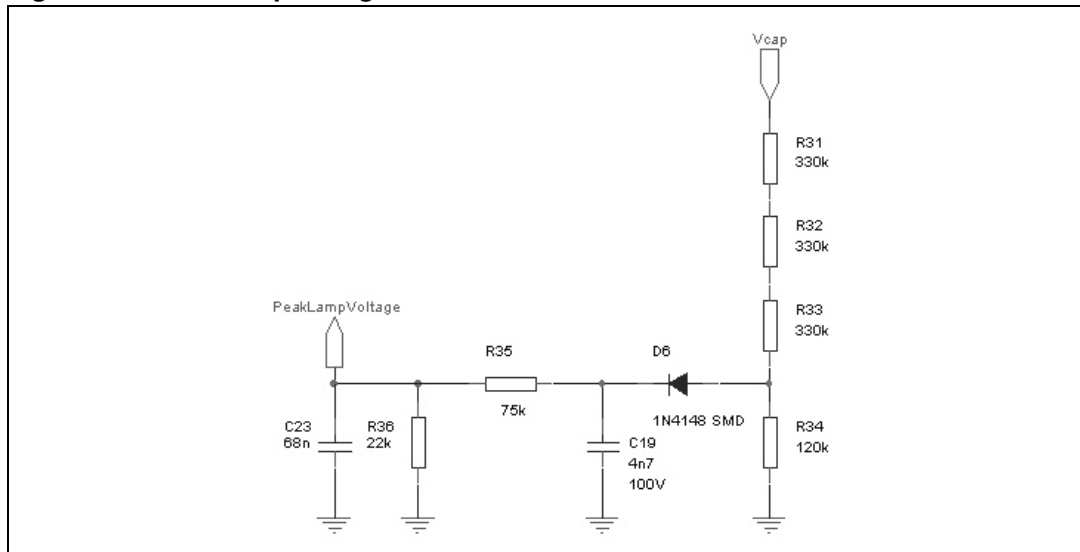 Vcap
R31
330k
R32
330k
R33
330k
PeakLampVoltage
R35
D6
75k
1N4148 SMD
C23
68n
R36
22k
C19
4n7
100V
R34
120k